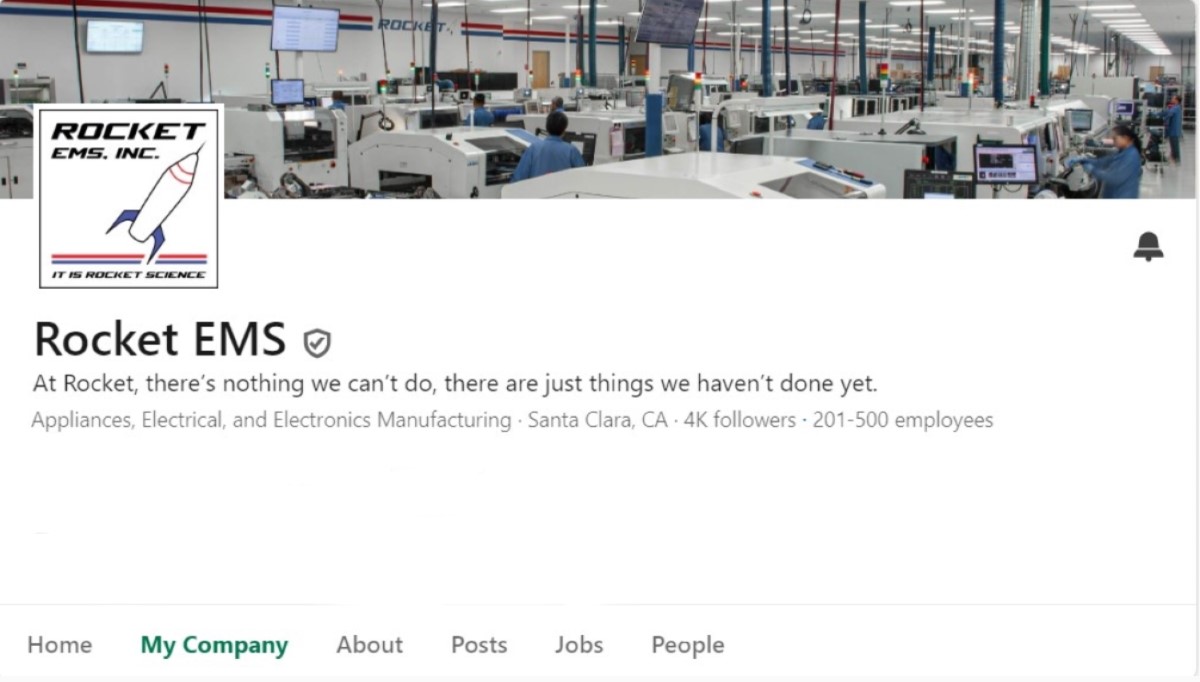 ROCKET
ROCKET
EMS, INC.
IT IS ROCKET SCIENCE
Rocket EMS
At Rocket, there's nothing we can't do, there are just things we haven't done yet.
Appliances, Electrical, and Electronics Manufacturing · Santa Clara, CA · 4K followers · 201-500 employees
Home My Company About Posts Jobs People